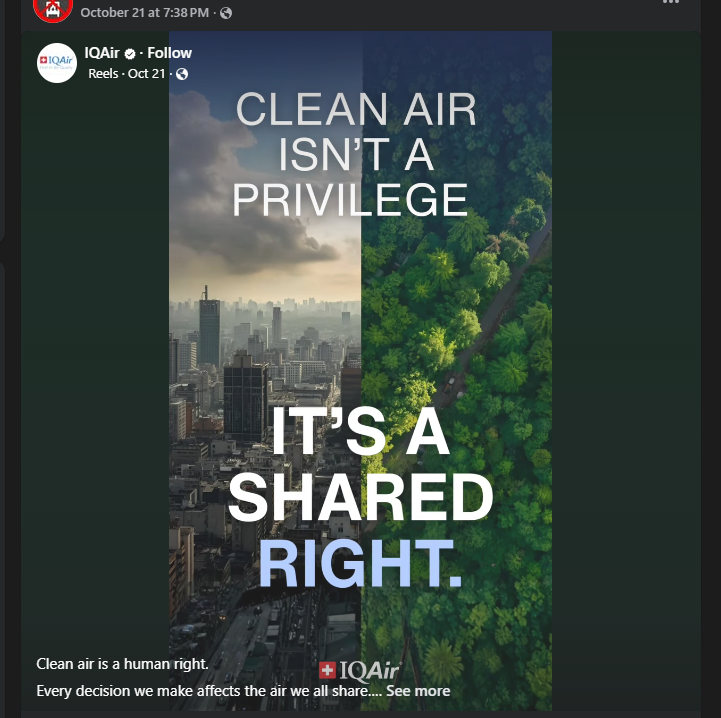 October 21 at 7:38 PM ·
IQAir
IQAir · Follow
Reels · Oct 21 ·
CLEAN AIR
ISN'T A
PRIVILEGE
IT'S A
SHARED
RIGHT.
Clean air is a human right.
IQAir
Every decision we make affects the air we all share.... See more